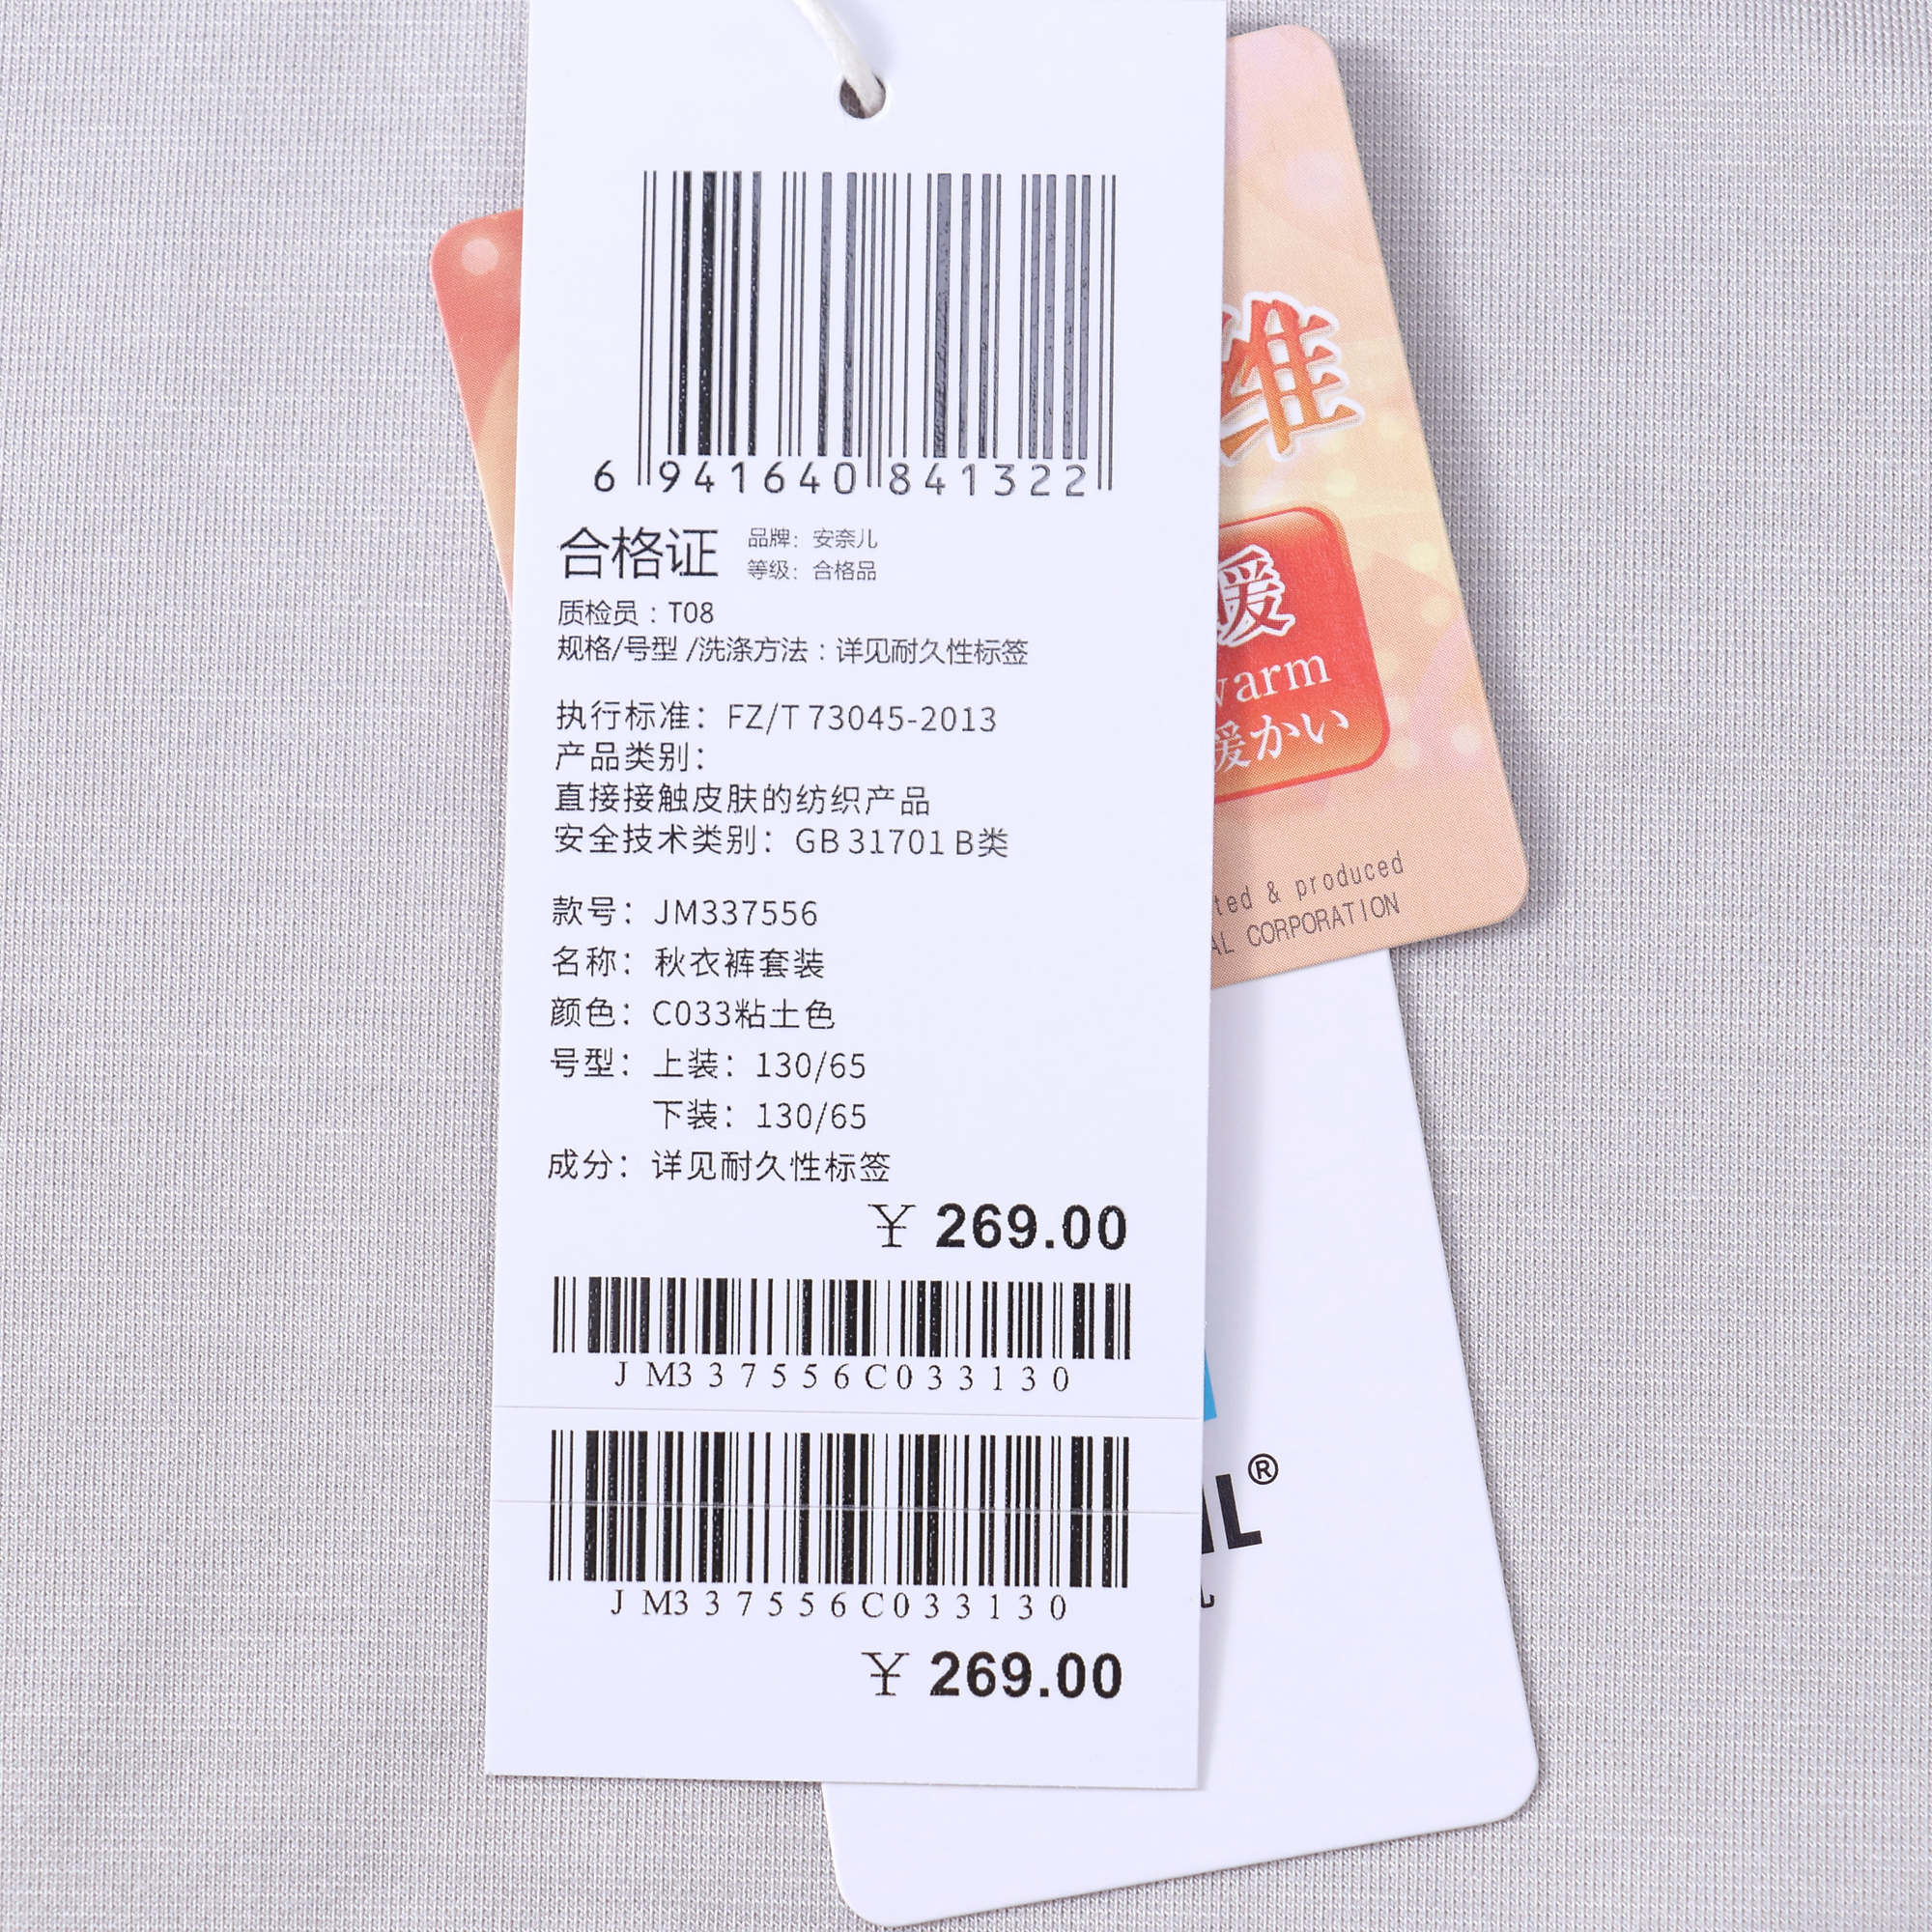 6 941640 841322
合格证
品牌：安奈儿
等级：合格品
质检员：T08
规格/号型 /洗涤方法：详见耐久性标签
执行标准：FZ/T 73045-2013
产品类别：
直接接触皮肤的纺织产品
安全技术类别：GB 31701 B类
款号：JM337556
名称：秋衣裤套装
颜色：C033粘土色
号型：上装：130/65
下装：130/65
成分：详见耐久性标签
¥ 269.00
JM337556C033130
JM337556C033130
¥ 269.00
维
暖
warm
暖かい
& produced
CORPORATION
®